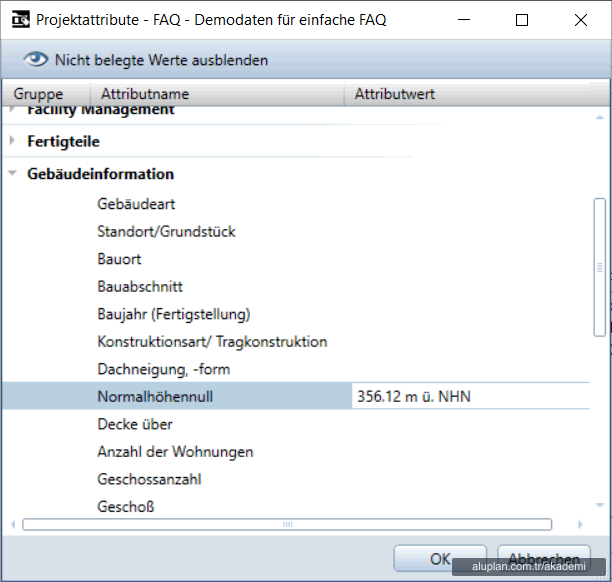 Projektattribute - FAQ - Demodaten für einfache FAQ
Nicht belegte Werte ausblenden
Gruppe Attributname Attributwert
Facility Management
Fertigteile
Gebäudeinformation
Gebäudeart
Standort/Grundstück
Bauort
Bauabschnitt
Baujahr (Fertigstellung)
Konstruktionsart/ Tragkonstruktion
Dachneigung, -form
Normalhöhennull 356.12 m ü. NHN
Decke über
Anzahl der Wohnungen
Geschossanzahl
Geschoß
OK Abbrechen
aluplan.com.tr/akademi